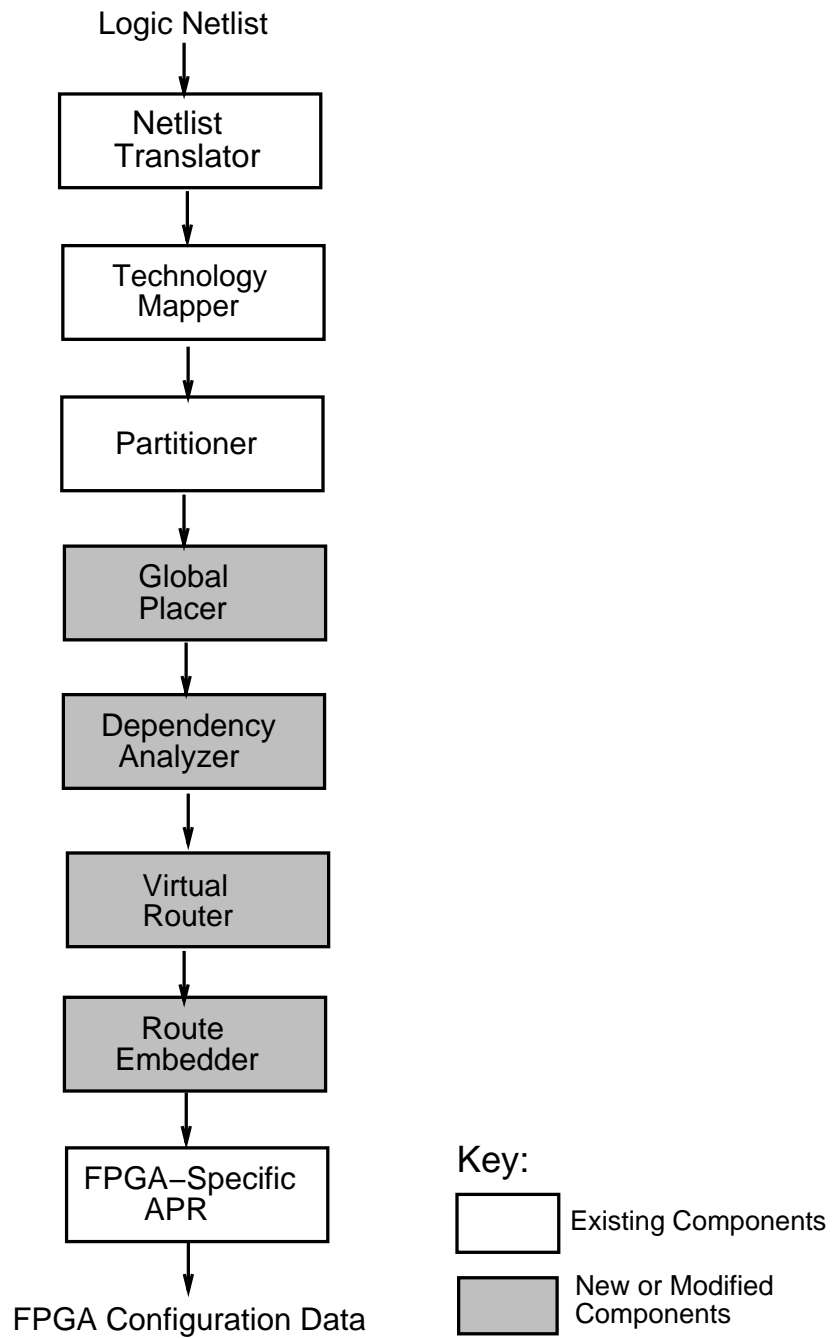 Logic Netlist
Netlist
Translator
Technology
Mapper
Partitioner
Global
Placer
Dependency
Analyzer
Virtual
Router
Route
Embedder
FPGA−Specific
APR
FPGA Configuration Data
Key:
Existing Components
New or Modified
Components